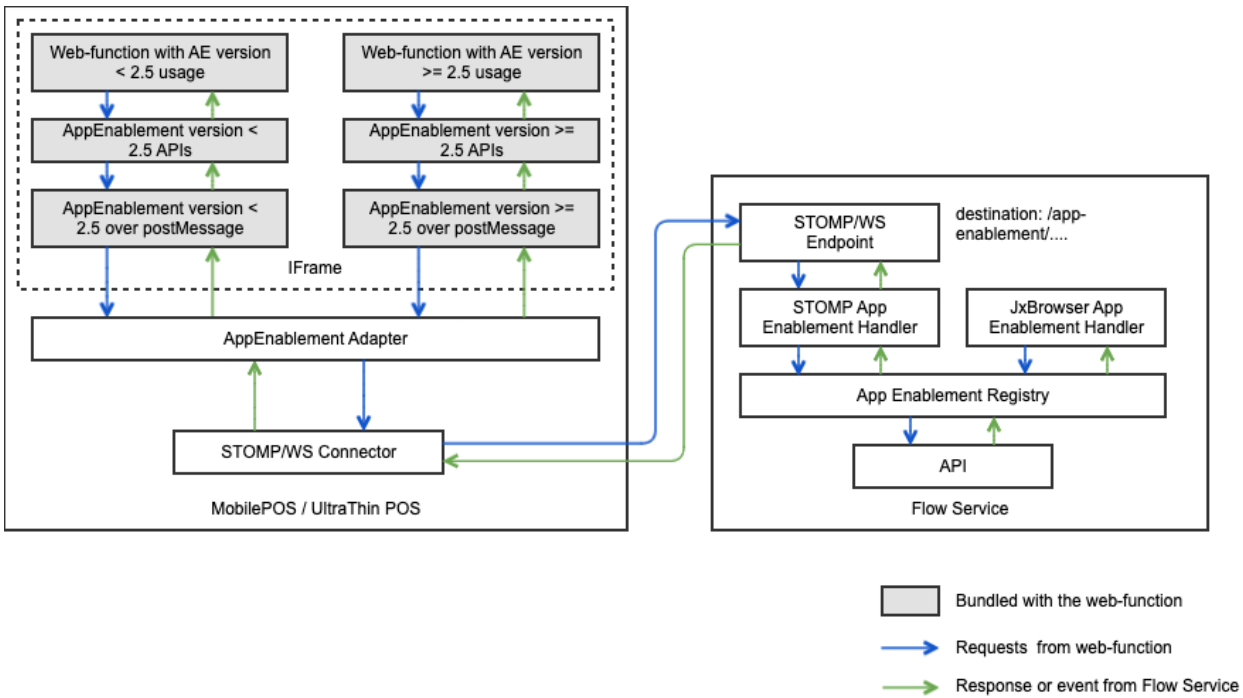 Web-function with AE version
< 2.5 usage
Web-function with AE version
>= 2.5 usage
AppEnablement version <
2.5 APIs
AppEnablement version >=
2.5 APIs
AppEnablement version <
2.5 over postMessage
AppEnablement version >=
2.5 over postMessage
IFrame
AppEnablement Adapter
STOMP/WS Connector
MobilePOS / UltraThin POS
STOMP/WS
Endpoint
destination: /app-
enablement/....
STOMP App
Enablement Handler
JxBrowser App
Enablement Handler
App Enablement Registry
API
Flow Service
Bundled with the web-function
Requests from web-function
Response or event from Flow Service